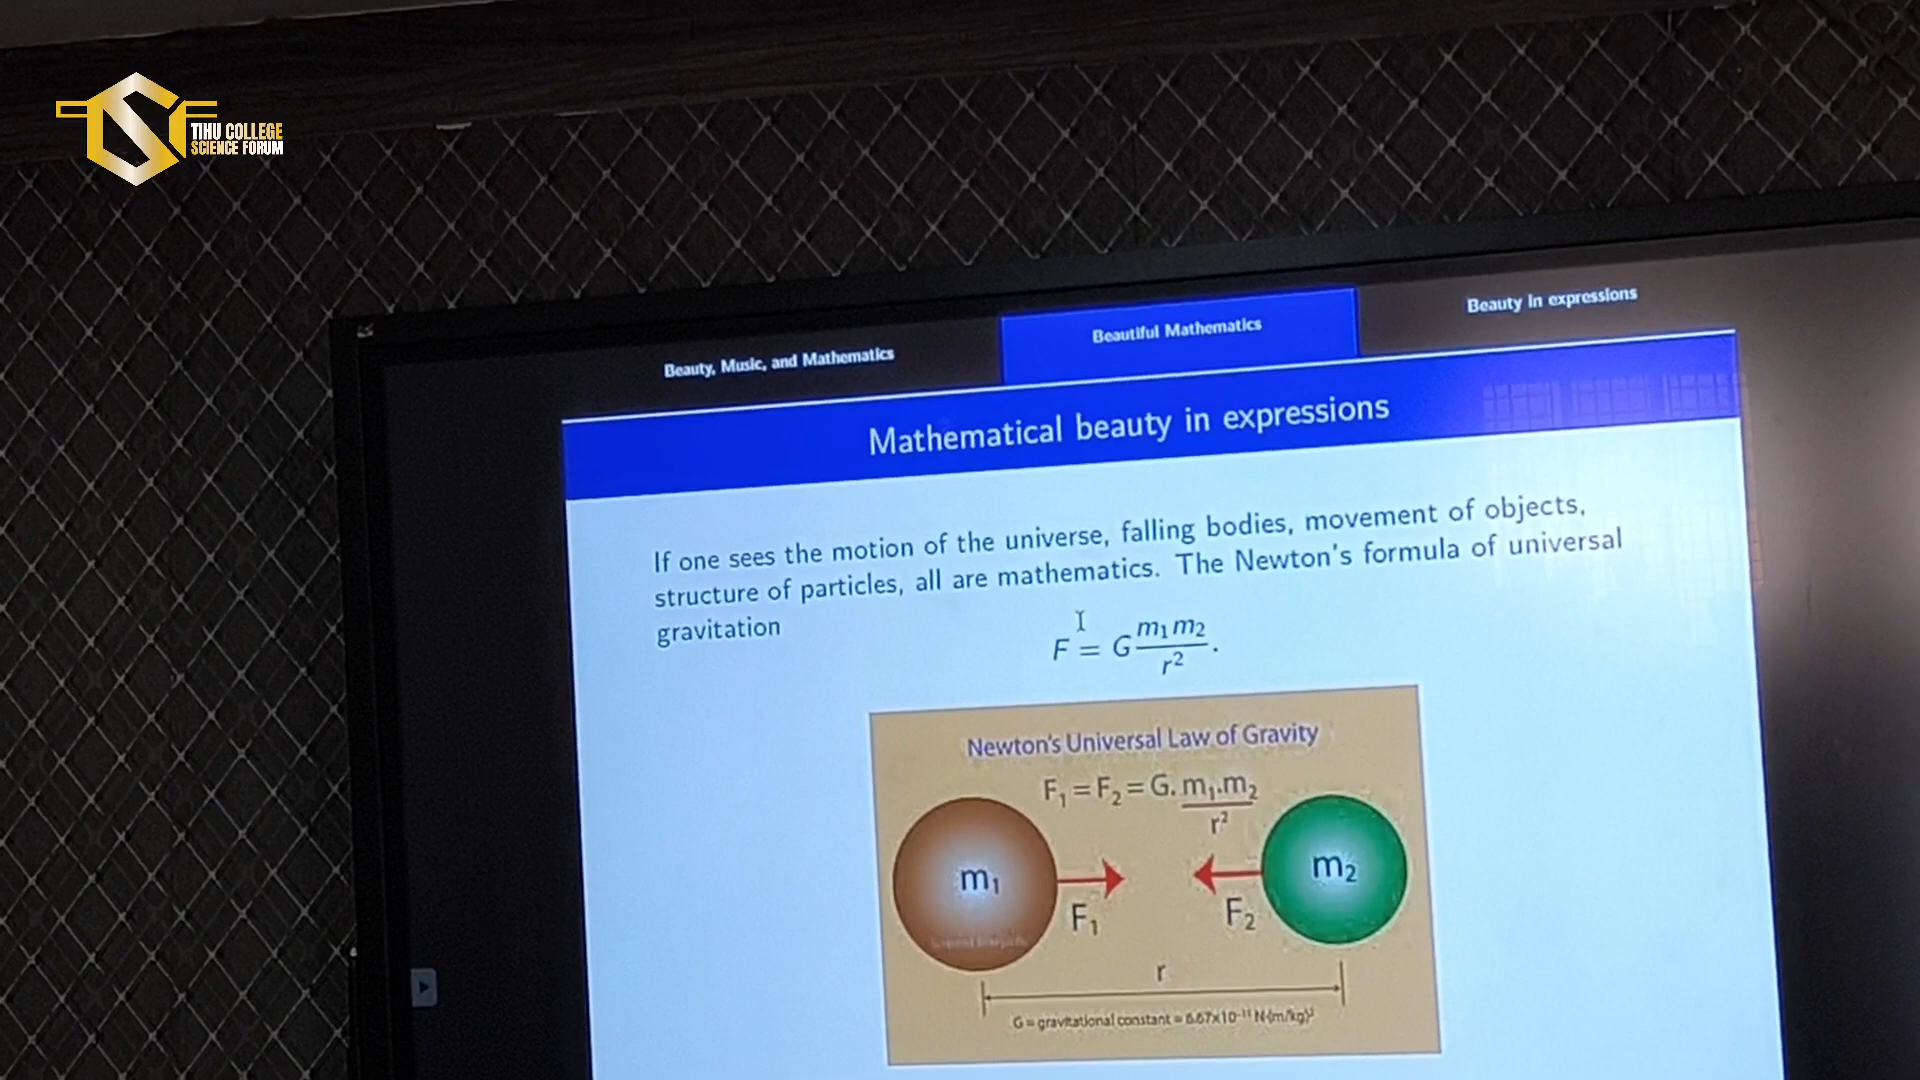 TIHU COLLEGE
SCIENCE FORUM
Beauty, Music, and Mathematics
Beautiful Mathematics
Beauty in expressions
Mathematical beauty in expressions
If one sees the motion of the universe, falling bodies, movement of objects,
structure of particles, all are mathematics. The Newton's formula of universal
gravitation
F = G m₁m₂ / r².
Newton's Universal Law of Gravity
F₁ = F₂ = G. m₁.m₂ / r²
m₁
m₂
F₁
F₂
r
G = gravitational constant = 6.67x10⁻¹¹ N·(m/kg)²